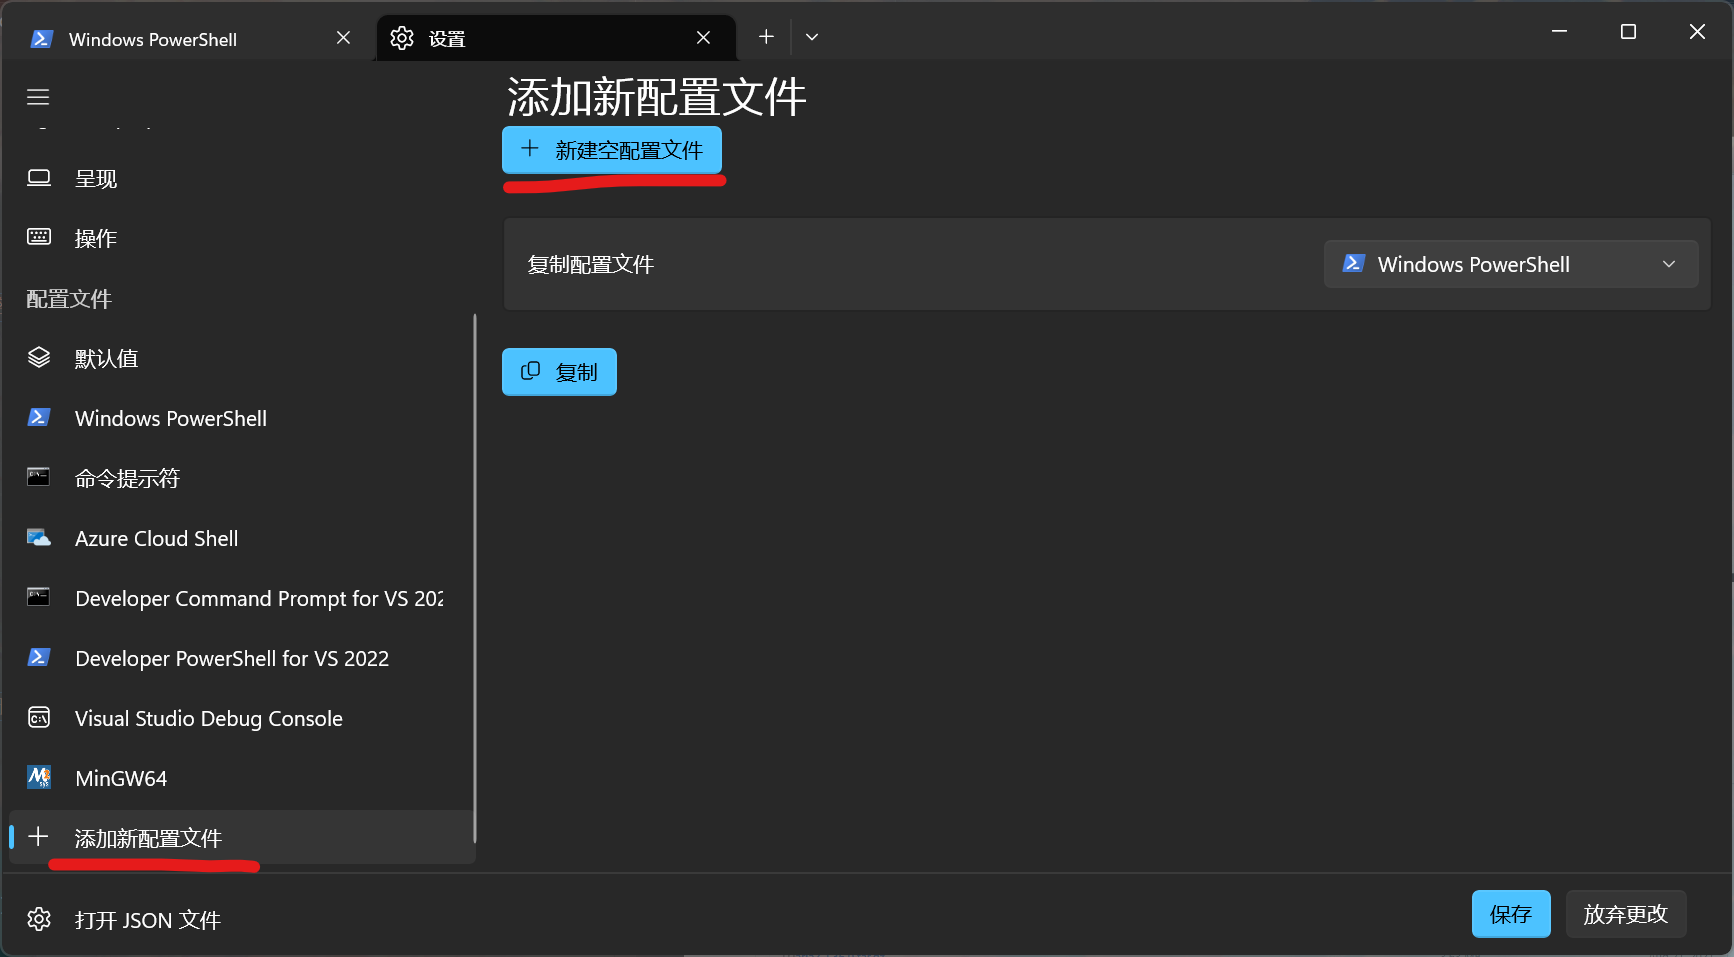 Windows PowerShell
设置
添加新配置文件
新建空配置文件
复制配置文件
Windows PowerShell
复制
呈现
操作
配置文件
默认值
Windows PowerShell
命令提示符
Azure Cloud Shell
Developer Command Prompt for VS 202
Developer PowerShell for VS 2022
Visual Studio Debug Console
MinGW64
添加新配置文件
打开 JSON 文件
保存
放弃更改